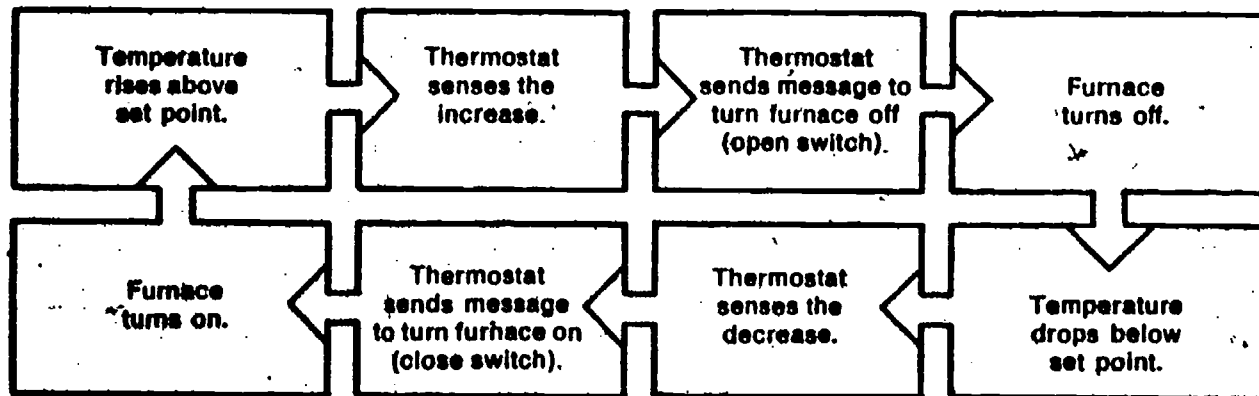 Temperature
rises above
set point.
Thermostat
senses the
increase.
Thermostat
sends message to
turn furnace off
(open switch).
Furnace
turns off.
Temperature
drops below
set point.
Thermostat
senses the
decrease.
Thermostat
sends message
to turn furhace on
(close switch).
Furnace
turns on.